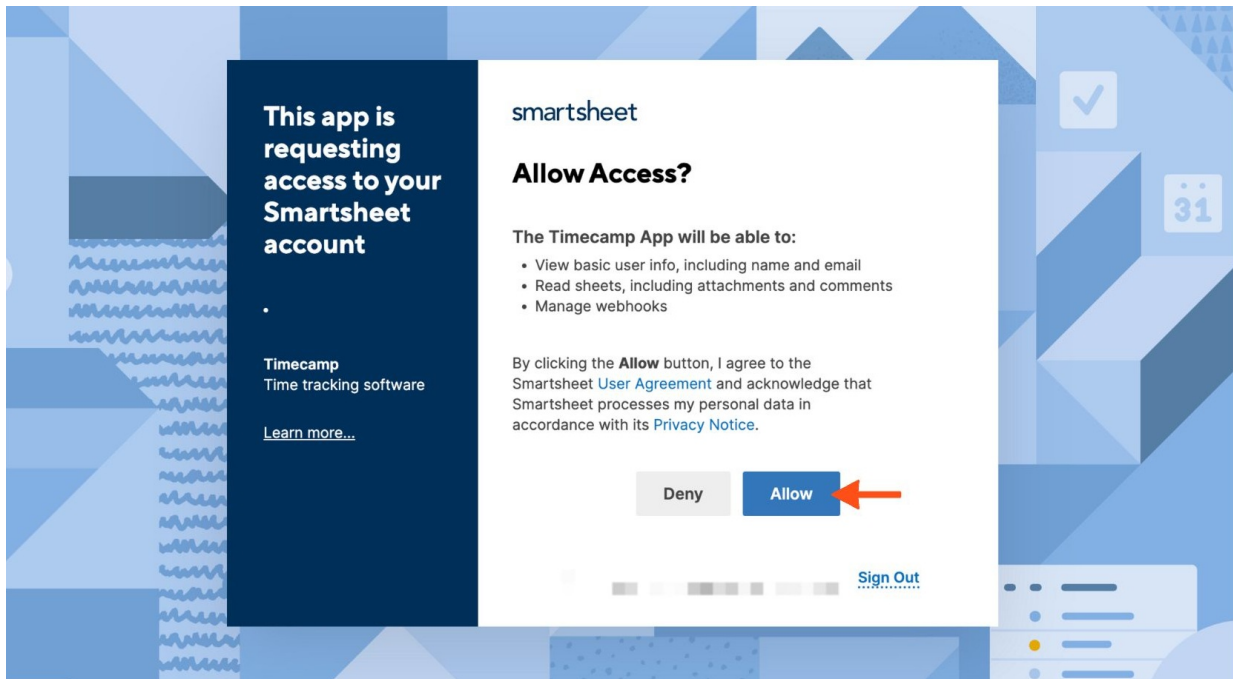 This app is
requesting
access to your
Smartsheet
account
.
Timecamp
Time tracking software
Learn more...
smartsheet
Allow Access?
The Timecamp App will be able to:
• View basic user info, including name and email
• Read sheets, including attachments and comments
• Manage webhooks
By clicking the Allow button, I agree to the
Smartsheet User Agreement and acknowledge that
Smartsheet processes my personal data in
accordance with its Privacy Notice.
Deny Allow
Sign Out
31